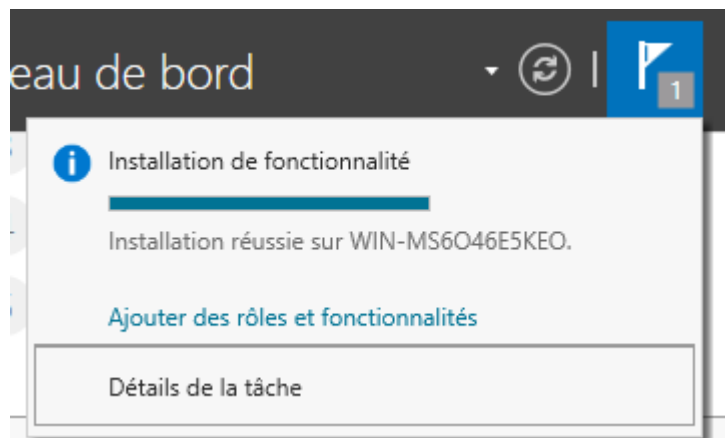 eau de bord
1
Installation de fonctionnalité
Installation réussie sur WIN-MS6O46E5KEO.
Ajouter des rôles et fonctionnalités
Détails de la tâche